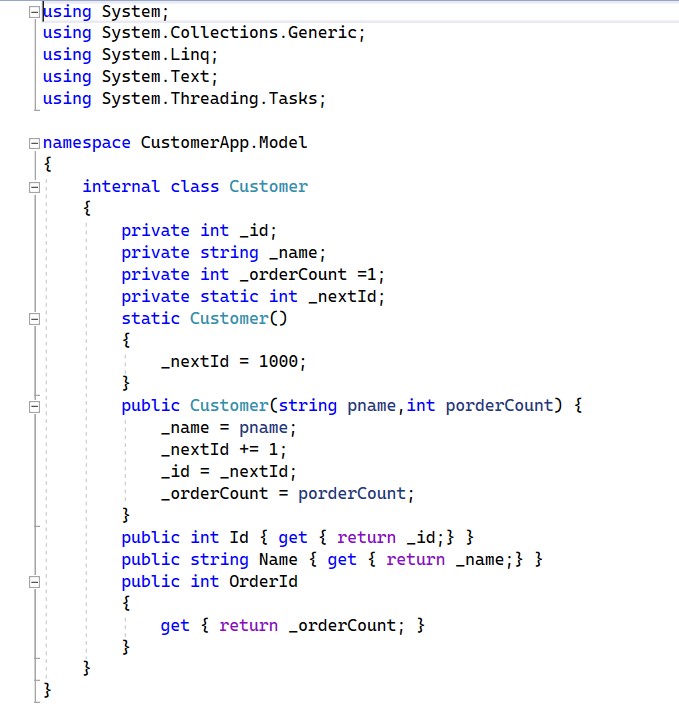 using System;
using System.Collections.Generic;
using System.Linq;
using System.Text;
using System.Threading.Tasks;

namespace CustomerApp.Model
{
    internal class Customer
    {
        private int _id;
        private string _name;
        private int _orderCount =1;
        private static int _nextId;
        static Customer()
        {
            _nextId = 1000;
        }
        public Customer(string pname,int porderCount) {
            _name = pname;
            _nextId += 1;
            _id = _nextId;
            _orderCount = porderCount;
        }
        public int Id { get { return _id;} }
        public string Name { get { return _name;} }
        public int OrderId
        {
            get { return _orderCount; }
        }
    }
}